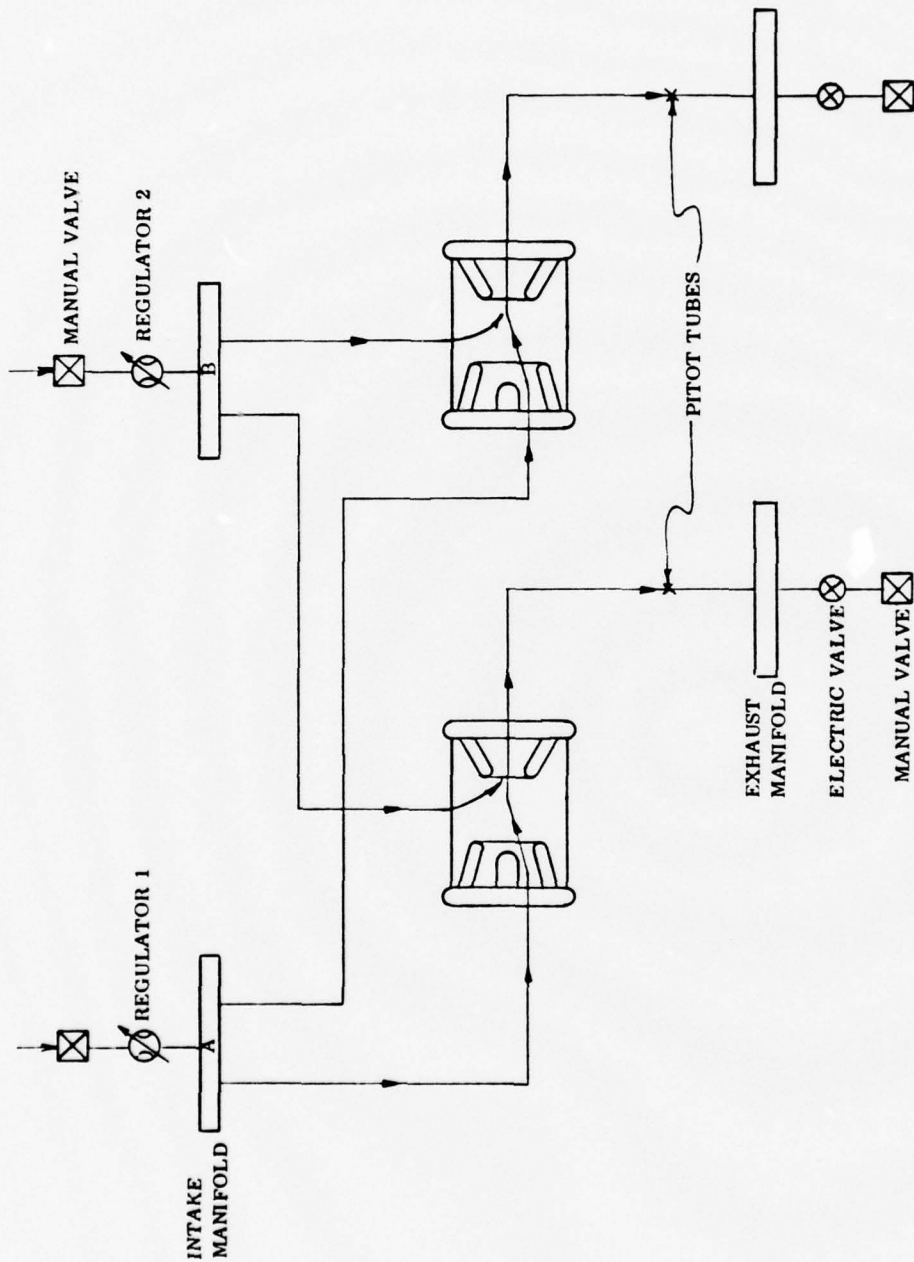 MANUAL VALVE
REGULATOR 1
REGULATOR 2
INTAKE
MANIFOLD
A
B
PITOT TUBES
EXHAUST
MANIFOLD
ELECTRIC VALVE
MANUAL VALVE